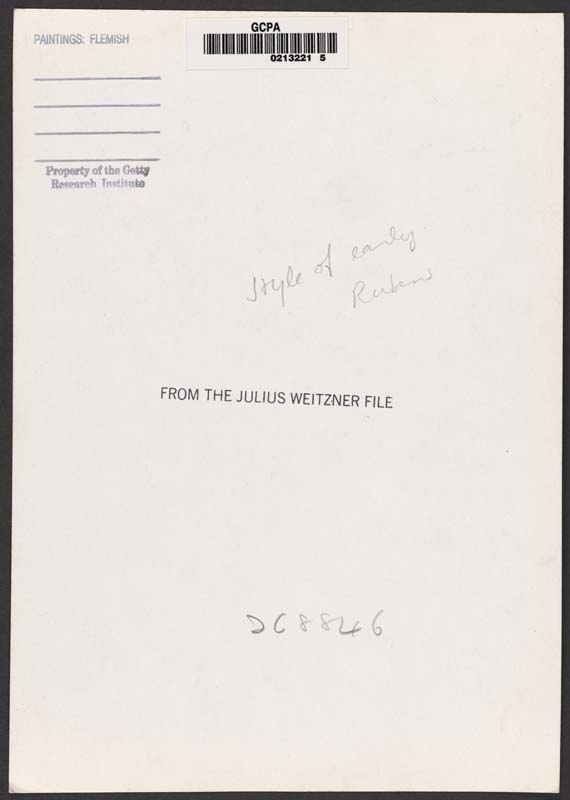 PAINTINGS: FLEMISH
GCPA
0213221 5
Property of the Getty
Research Institute
style of early
Rubens
FROM THE JULIUS WEITZNER FILE
DC8846